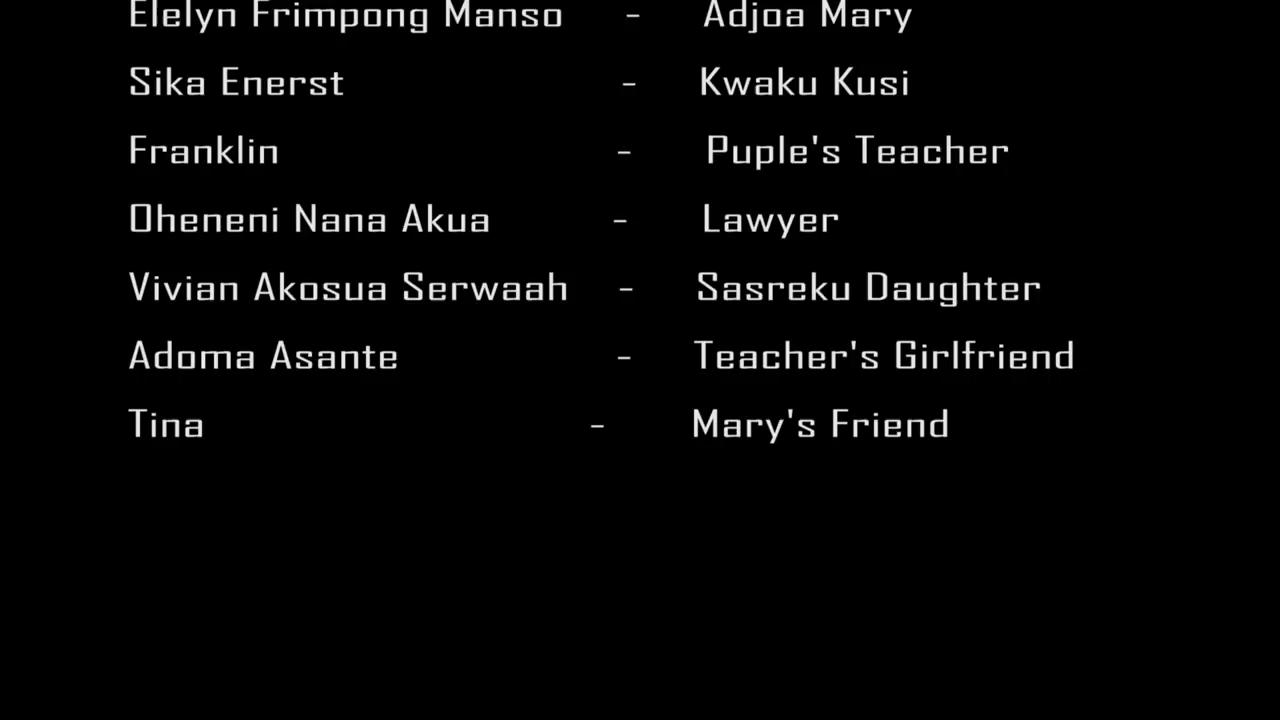 Elelyn Frimpong Manso - Adjoa Mary
Sika Enerst - Kwaku Kusi
Franklin - Puple's Teacher
Oheneni Nana Akua - Lawyer
Vivian Akosua Serwaah - Sasreku Daughter
Adoma Asante - Teacher's Girlfriend
Tina - Mary's Friend